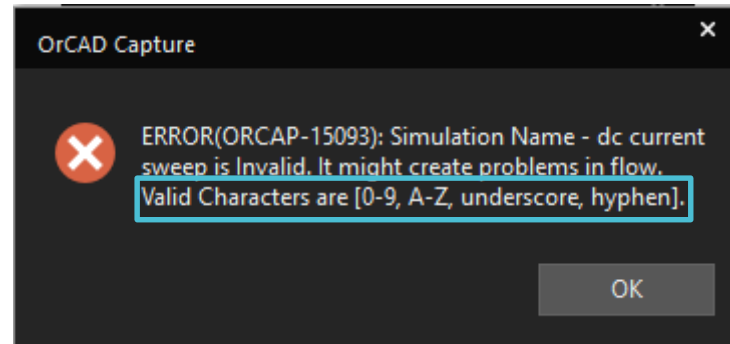 OrCAD Capture
ERROR(ORCAP-15093): Simulation Name - dc current
sweep is Invalid. It might create problems in flow.
Valid Characters are [0-9, A-Z, underscore, hyphen].
OK